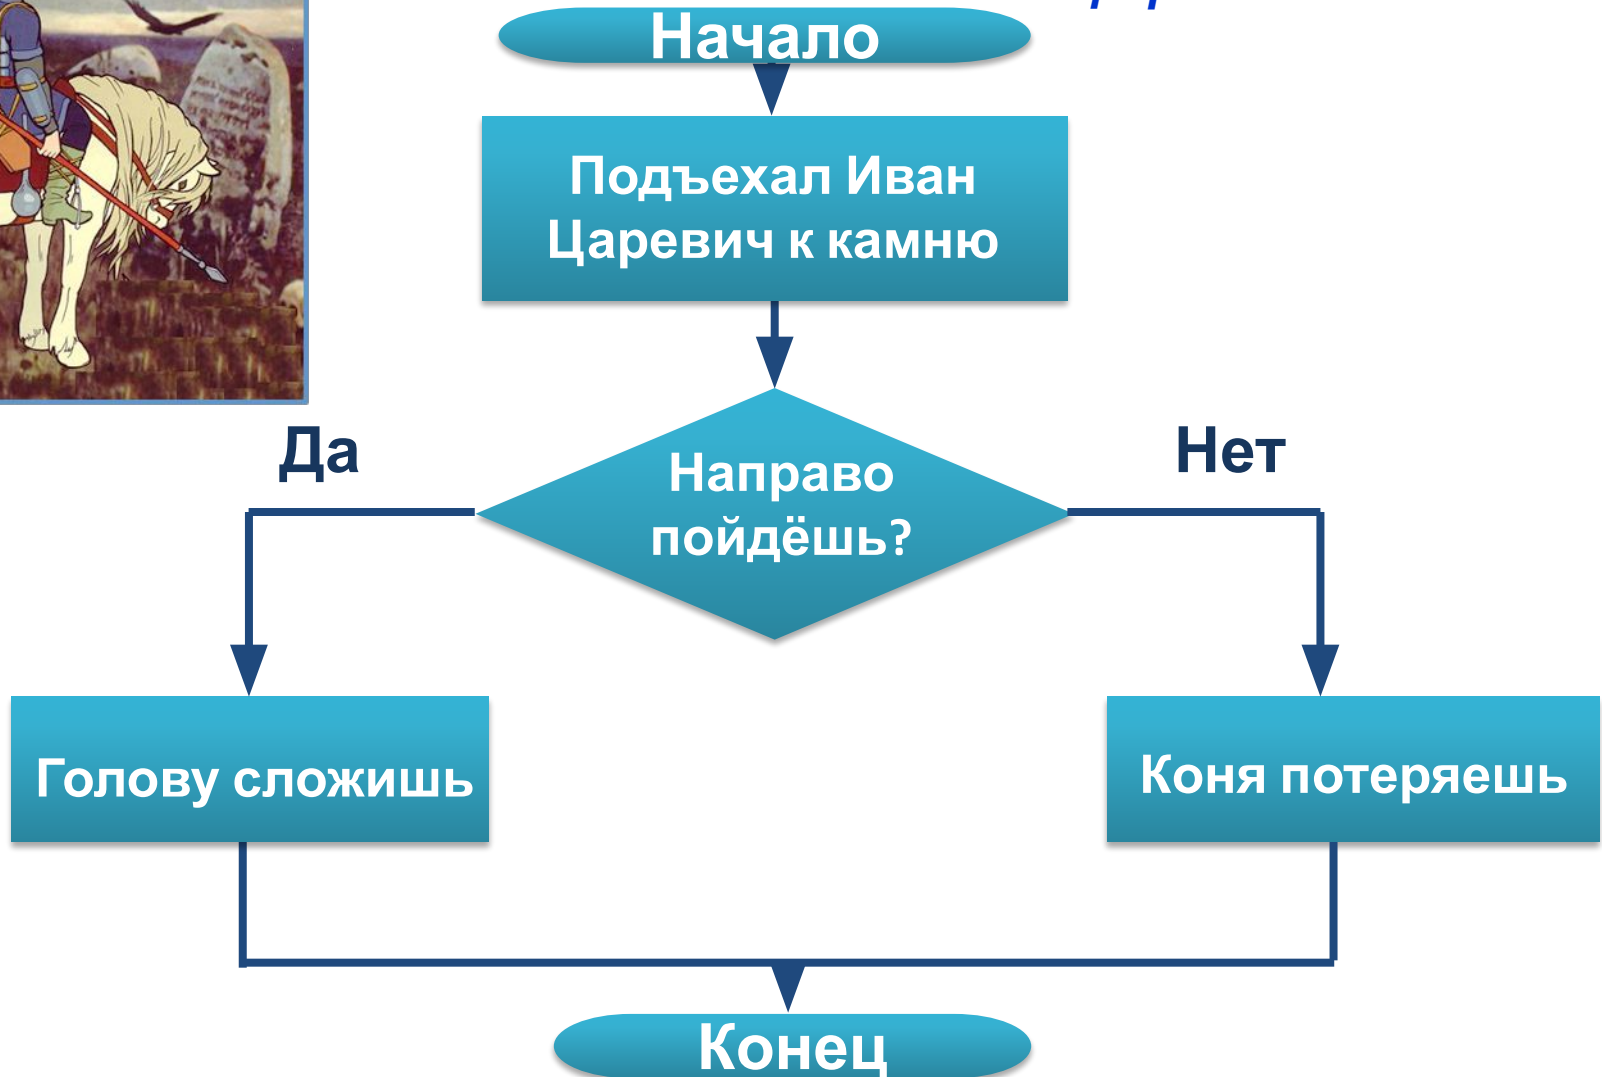 Начало
Подъехал Иван
Царевич к камню
Да
Направо
пойдёшь?
Нет
Голову сложишь
Коня потеряешь
Конец